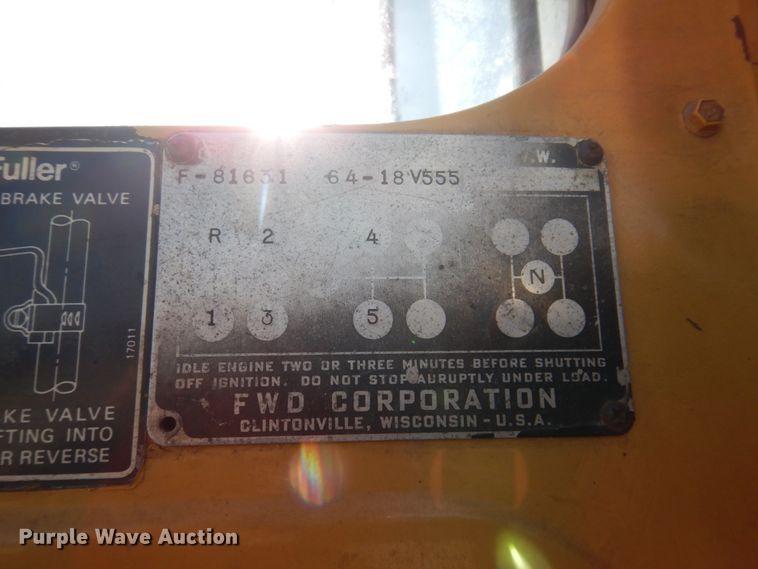 Fuller®
BRAKE VALVE
17011
KE VALVE
FTING INTO
R REVERSE
.W.
F-81631 64-18V555
R 2 4
N
1 3 5
IDLE ENGINE TWO OR THREE MINUTES BEFORE SHUTTING
OFF IGNITION. DO NOT STOP ABRUPTLY UNDER LOAD.
FWD CORPORATION
CLINTONVILLE, WISCONSIN - U.S.A.
Purple Wave Auction